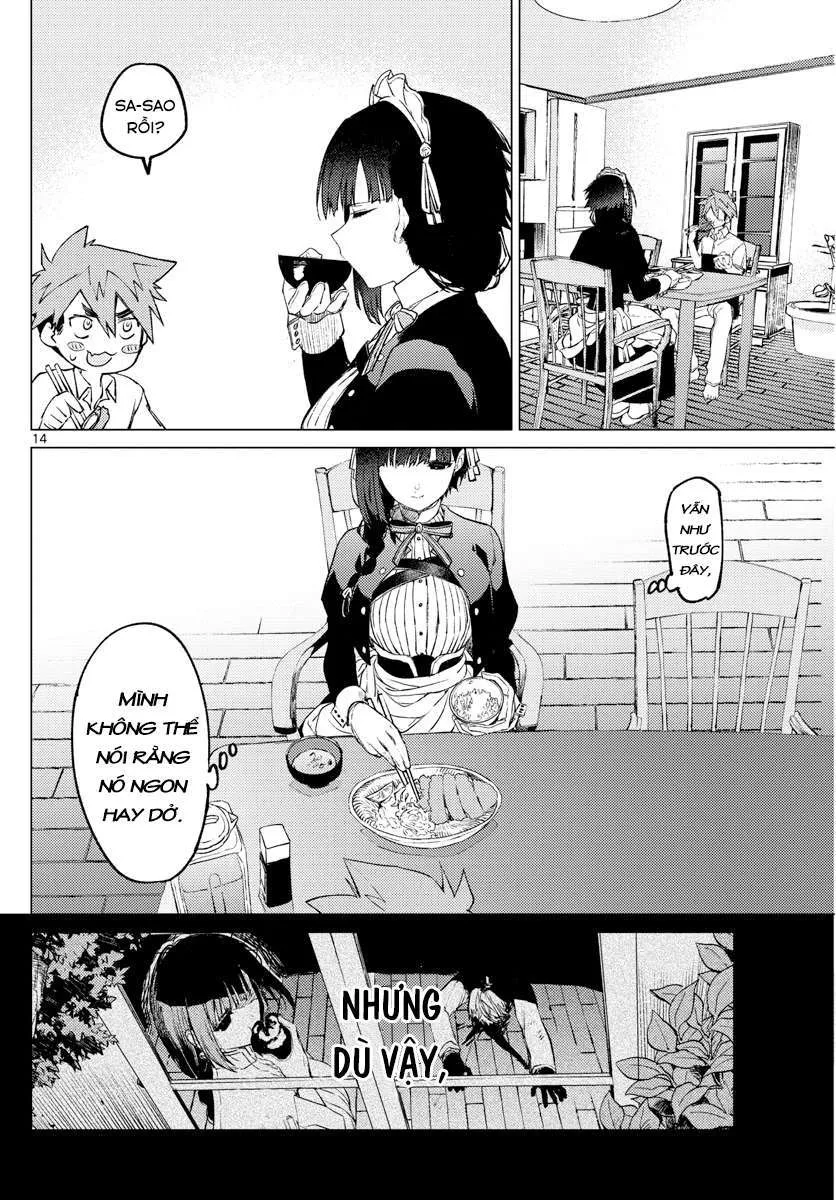 SA-SAO
RỒI?
14
VẪN
NHƯ
TRƯỚC
ĐÂY,
MÌNH
KHÔNG THỂ
NÓI RẰNG
NÓ NGON
HAY DỞ.
NHƯNG
DÙ VẬY,